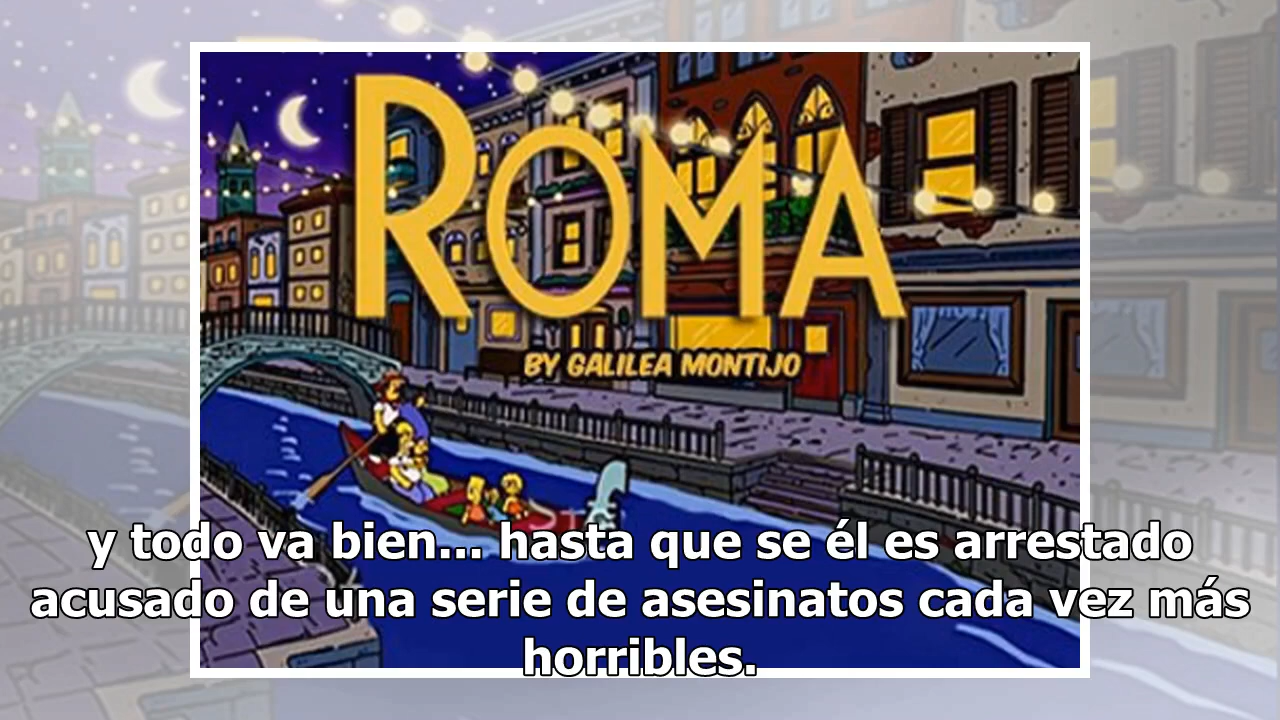 ROMA
BY GALILEA MONTIJO
y todo va bien... hasta que se él es arrestado
acusado de una serie de asesinatos cada vez más
horribles.